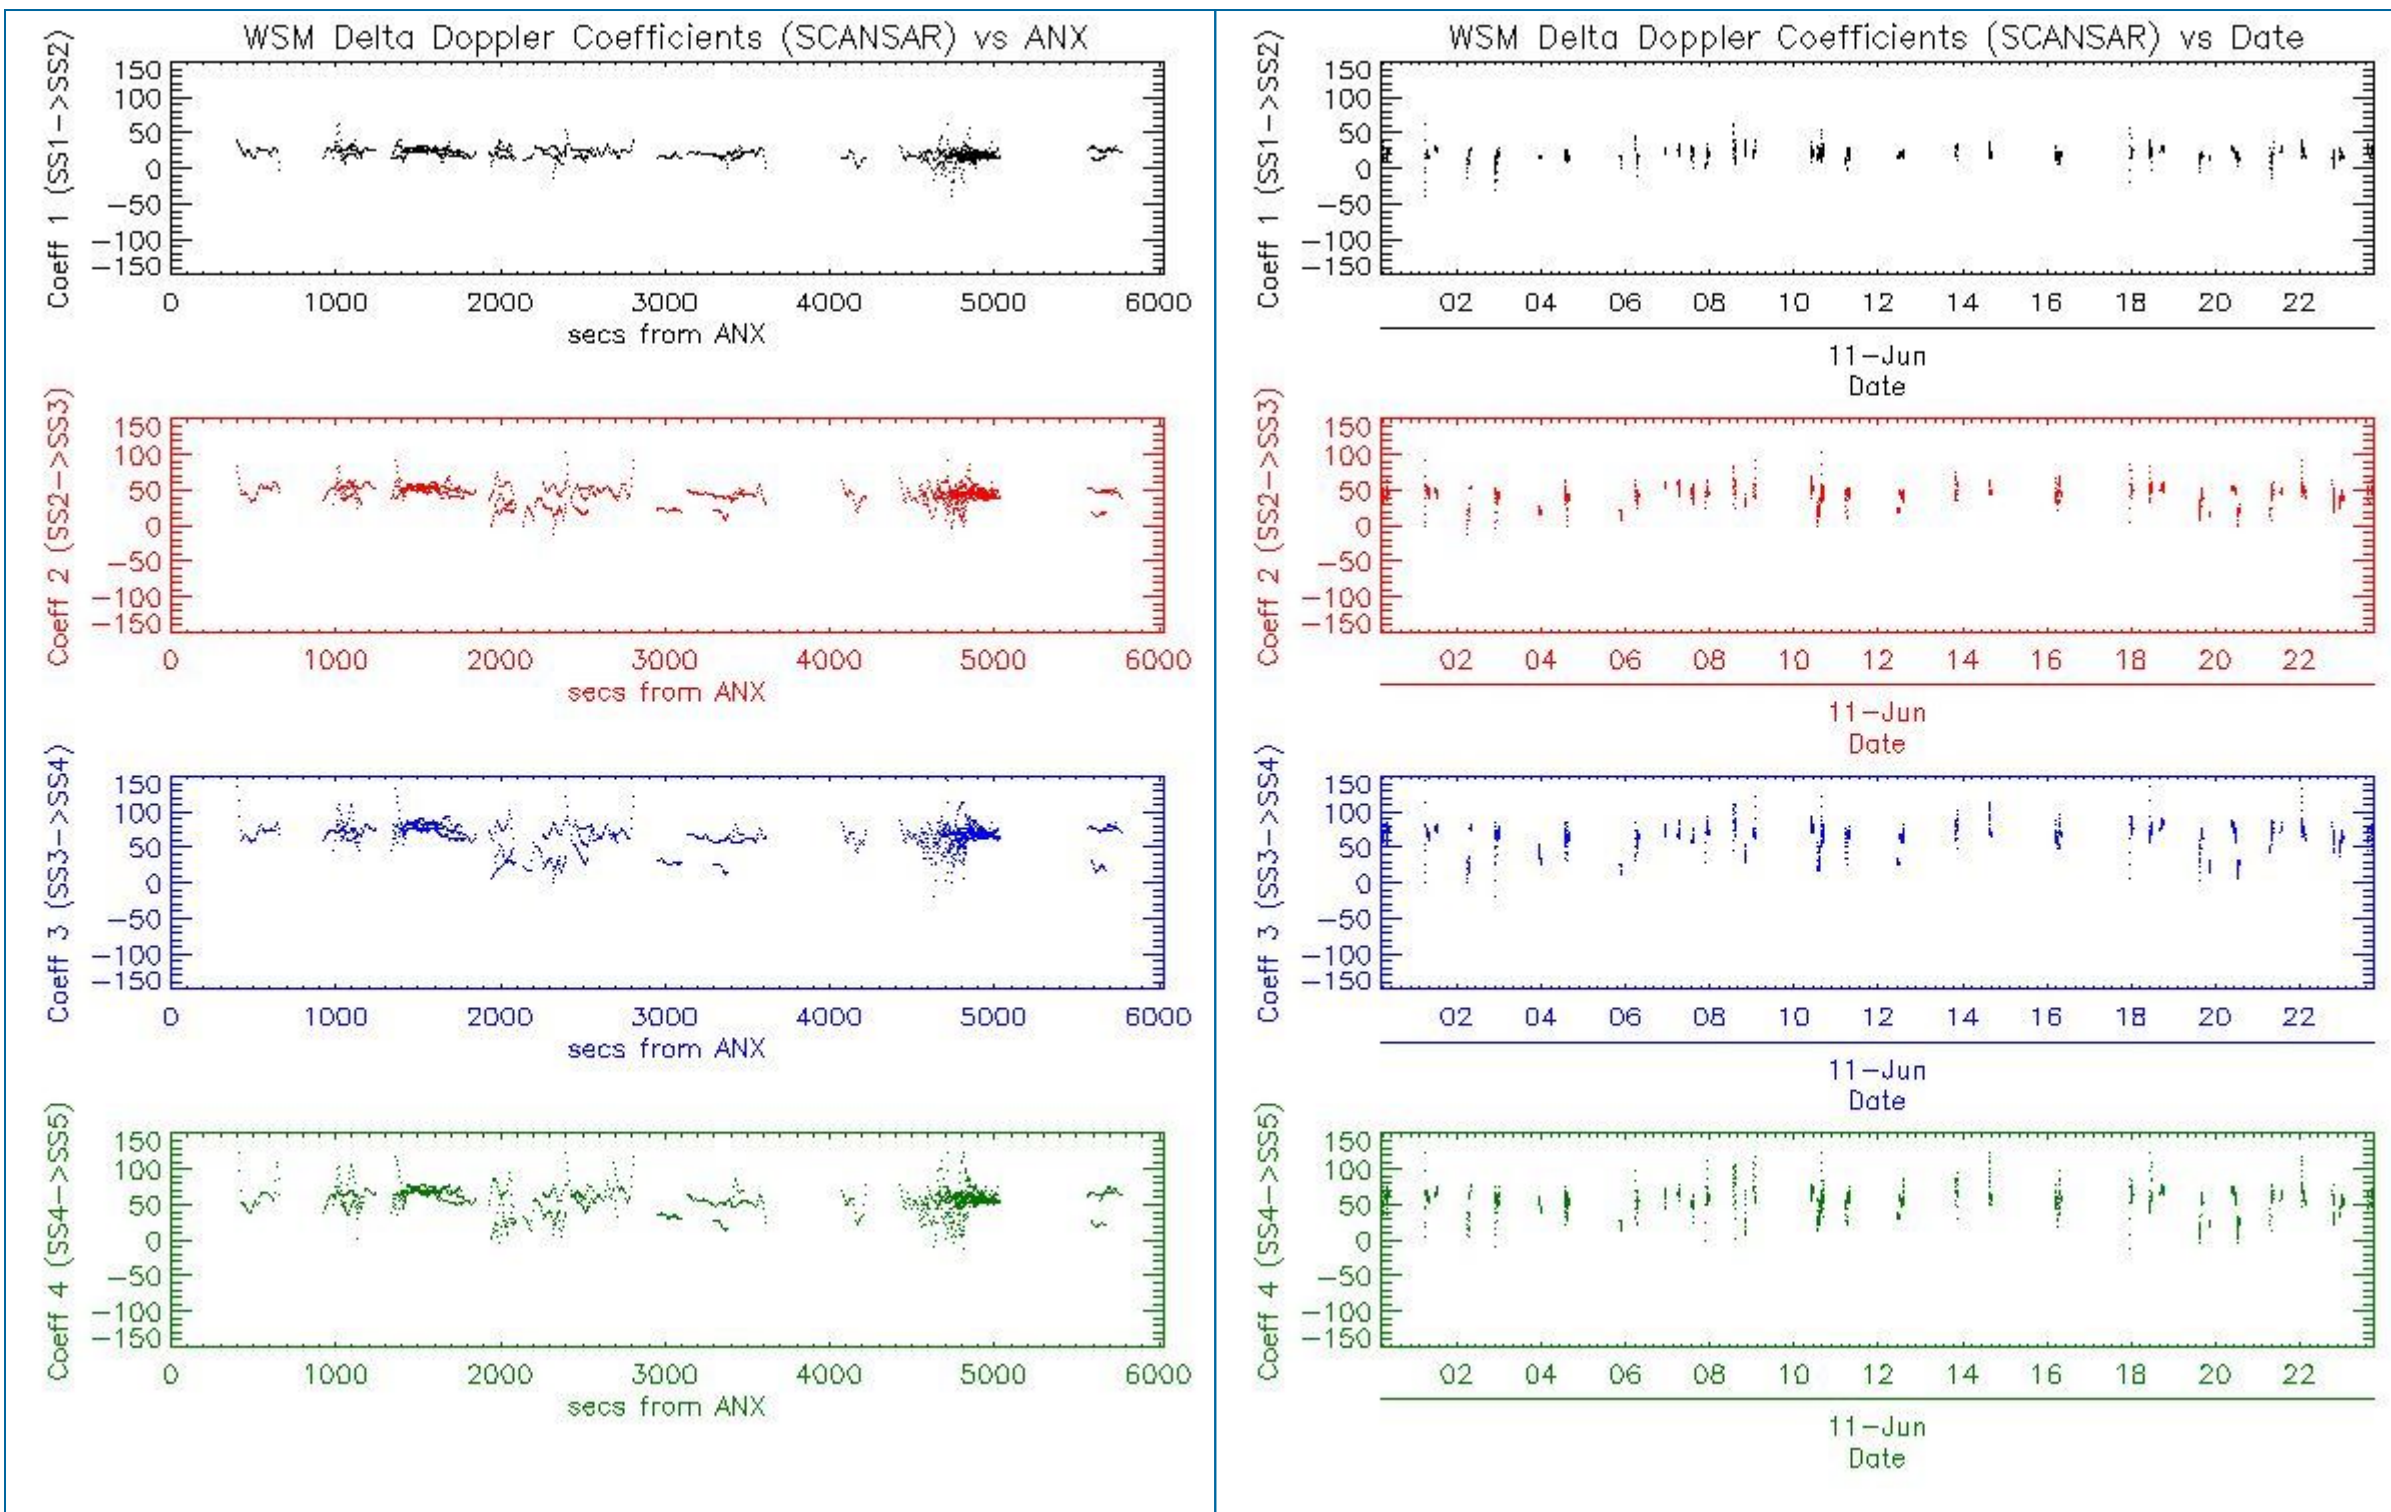 WSM Delta Doppler Coefficients (SCANSAR) vs ANX
Coeff 1 (SS1->SS2)
150
100
50
0
-50
-100
-150
0 1000 2000 3000 4000 5000 6000
secs from ANX
Coeff 2 (SS2->SS3)
150
100
50
0
-50
-100
-150
0 1000 2000 3000 4000 5000 6000
secs from ANX
Coeff 3 (SS3->SS4)
150
100
50
0
-50
-100
-150
0 1000 2000 3000 4000 5000 6000
secs from ANX
Coeff 4 (SS4->SS5)
150
100
50
0
-50
-100
-150
0 1000 2000 3000 4000 5000 6000
secs from ANX
WSM Delta Doppler Coefficients (SCANSAR) vs Date
Coeff 1 (SS1->SS2)
150
100
50
0
-50
-100
-150
02 04 06 08 10 12 14 16 18 20 22
11-Jun
Date
Coeff 2 (SS2->SS3)
150
100
50
0
-50
-100
-150
02 04 06 08 10 12 14 16 18 20 22
11-Jun
Date
Coeff 3 (SS3->SS4)
150
100
50
0
-50
-100
-150
02 04 06 08 10 12 14 16 18 20 22
11-Jun
Date
Coeff 4 (SS4->SS5)
150
100
50
0
-50
-100
-150
02 04 06 08 10 12 14 16 18 20 22
11-Jun
Date